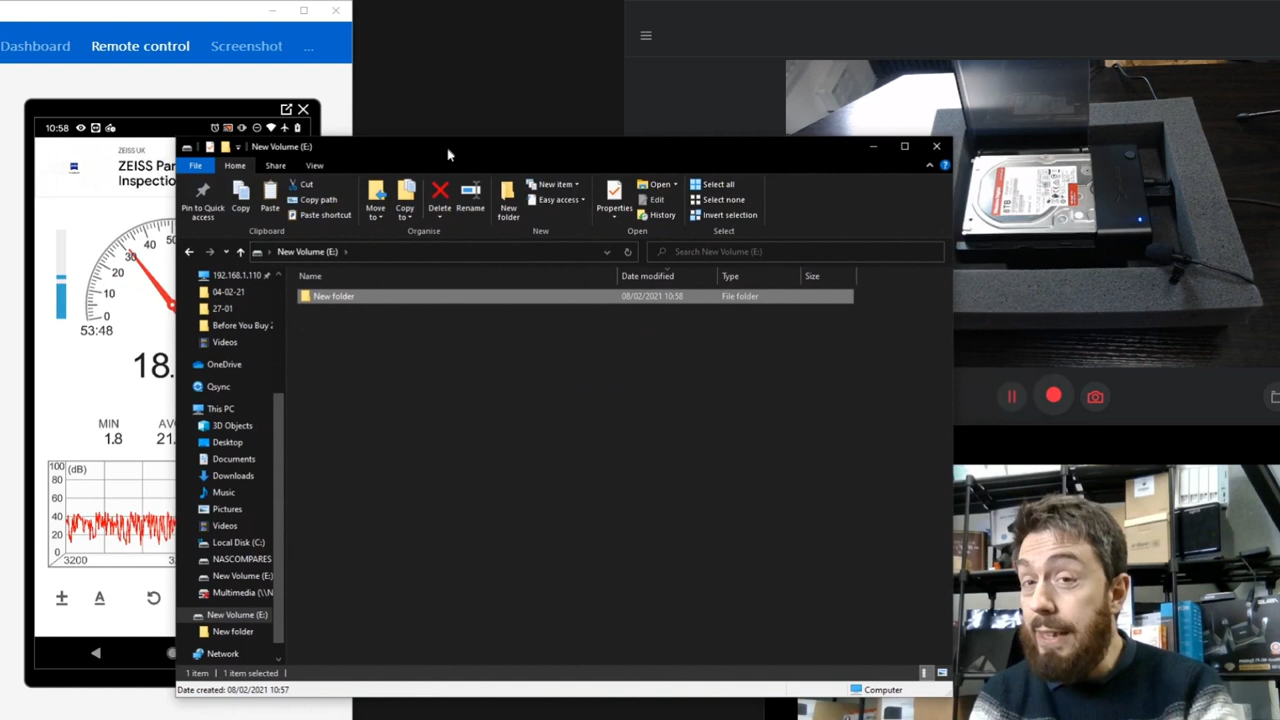 Dashboard
Remote control
Screenshot
...
10:58
ZEISS UK
ZEISS Par
Inspection
50
40
30
20
10
0
53:48
18.
MIN
AV
1.8
21.
100
(dB)
80
60
40
20
0
3200
3.
A
New Volume (E:)
File
Home
Share
View
Pin to Quick
access
Copy
Paste
Cut
Copy path
Paste shortcut
Clipboard
Move
to
Copy
to
Delete
Rename
Organise
New
folder
New item
Easy access
New
Properties
Open
Edit
History
Open
Select all
Select none
Invert selection
Select
New Volume (E:)
Search New Volume (E:)
Name
Date modified
Type
Size
New folder
08/02/2021 10:58
File folder
192.168.1.110
04-02-21
27-01
Before You Buy 2
Videos
OneDrive
Qsync
This PC
3D Objects
Desktop
Documents
Downloads
Music
Pictures
Videos
Local Disk (C:)
NASCOMPARES
New Volume (E:)
Multimedia (\\N
New Volume (E:)
New folder
Network
1 item
1 item selected
Date created: 08/02/2021 10:57
Computer
8TB